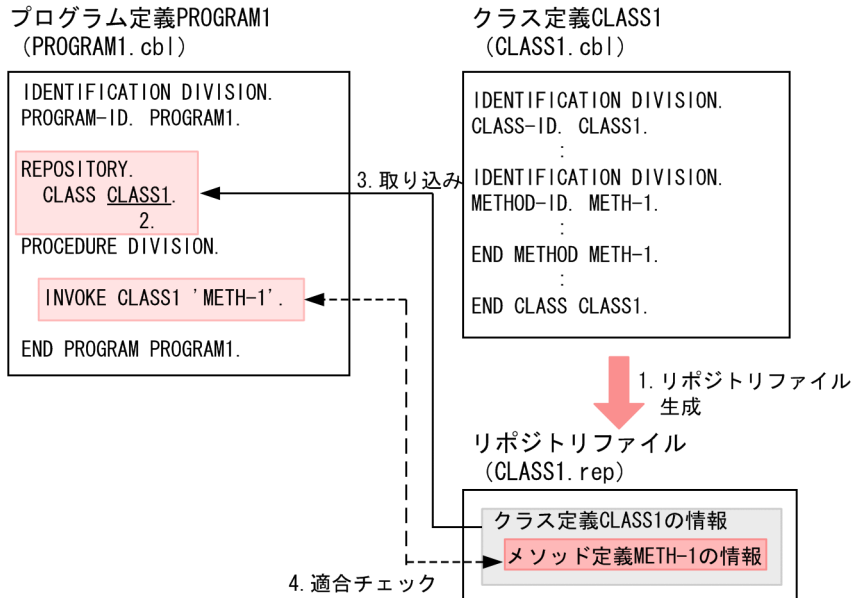 プログラム定義PROGRAM1
（PROGRAM1.cbl）
IDENTIFICATION DIVISION.
PROGRAM-ID. PROGRAM1.
REPOSITORY.
CLASS CLASS1.
2.
PROCEDURE DIVISION.
INVOKE CLASS1 'METH-1'.
END PROGRAM PROGRAM1.
クラス定義CLASS1
（CLASS1.cbl）
IDENTIFICATION DIVISION.
CLASS-ID. CLASS1.
:
IDENTIFICATION DIVISION.
METHOD-ID. METH-1.
:
END METHOD METH-1.
:
END CLASS CLASS1.
3.取り込み
1.リポジトリファイル
生成
リポジトリファイル
（CLASS1.rep）
クラス定義CLASS1の情報
メソッド定義METH-1の情報
4.適合チェック